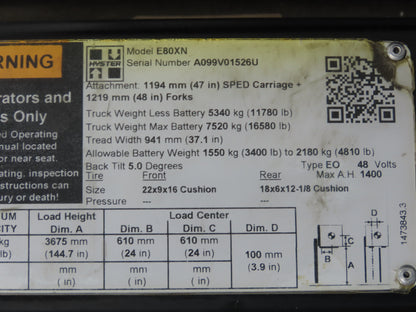 HYSTER
Model E80XN
Serial Number A099V01526U
RNING
Attachment 1194 mm (47 in) SPED Carriage +
1219 mm (48 in) Forks
Truck Weight Less Battery 5340 kg (11780 lb)
Truck Weight Max Battery 7520 kg (16580 lb)
Tread Width 941 mm (37.1 in)
Allowable Battery Weight 1550 kg (3400 lb) to 2180 kg (4810 lb)
Back Tilt 5.0 Degrees Type EO 48 Volts
Tire Front Rear Max A.H. 1400
Size 22x9x16 Cushion 18x6x12-1/8 Cushion
Pressure --- ---
rators and
s Only
d Operating
nual located
r near seat.
ting, inspection
structions can
ury or death!
UM Load Height Load Center
CITY Dim. A Dim. B Dim. C Dim. D
kg 3675 mm 610 mm 610 mm 100 mm
lb) (144.7 in) (24 in) (24 in) (3.9 in)
mm mm mm
( in) ( in) ( in)
D
C
B
A
1473843 3